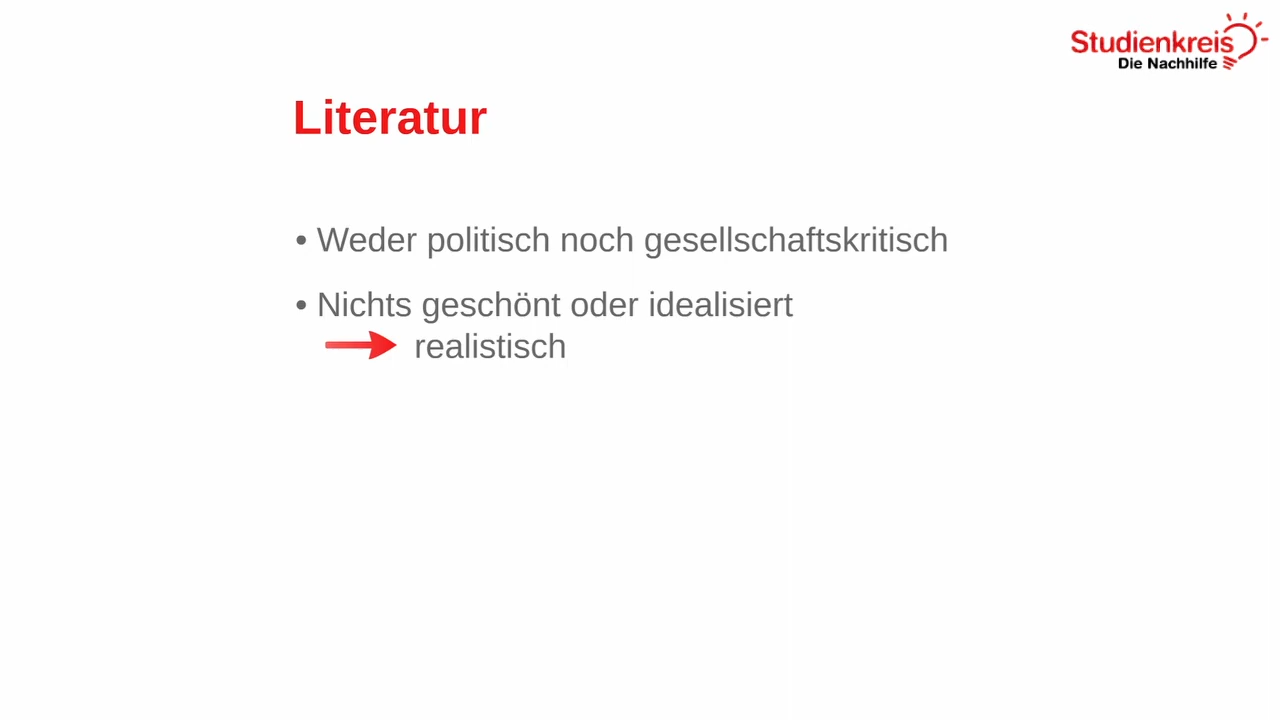 Studienkreis
Die Nachhilfe
Literatur
• Weder politisch noch gesellschaftskritisch
• Nichts geschönt oder idealisiert
realistisch